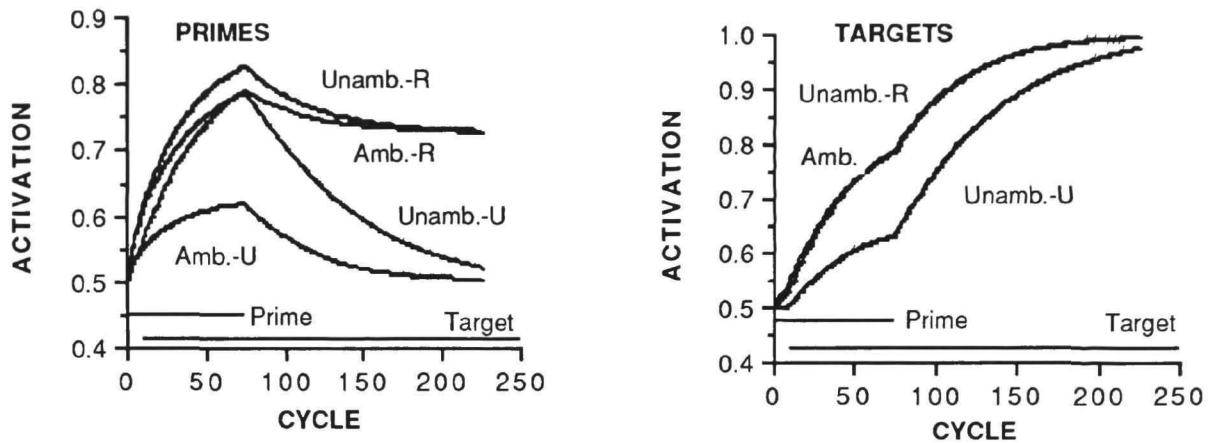 PRIMES
ACTIVATION
0.9
0.8
0.7
0.6
0.5
0.4
Unamb.-R
Amb.-R
Unamb.-U
Amb.-U
Prime
Target
0 50 100 150 200 250
CYCLE
TARGETS
ACTIVATION
1.0
0.9
0.8
0.7
0.6
0.5
0.4
Unamb.-R
Amb.
Unamb.-U
Prime
Target
0 50 100 150 200 250
CYCLE